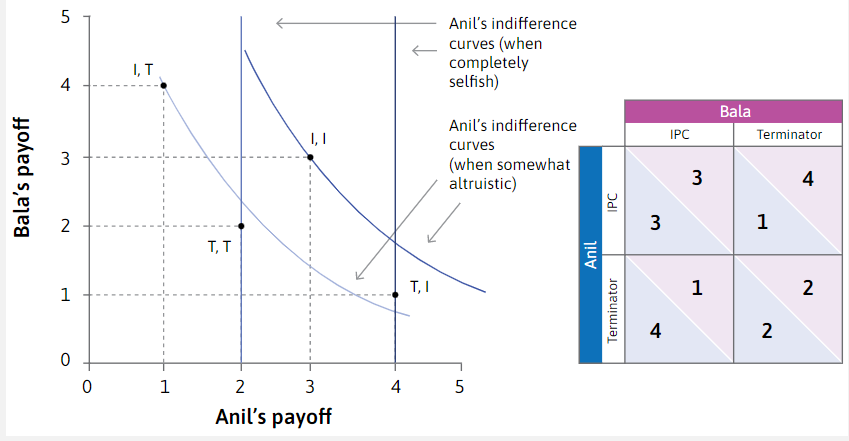 5
Anil's indifference
curves (when
completely
selfish)
I, T
4
Anil's indifference
curves
(when somewhat
altruistic)
I, I
3
Bala's payoff
2
T, T
T, I
1
0
0 1 2 3 4 5
Anil's payoff
Bala
IPC Terminator
Anil
IPC
3 4
3 1
Terminator
1 2
4 2